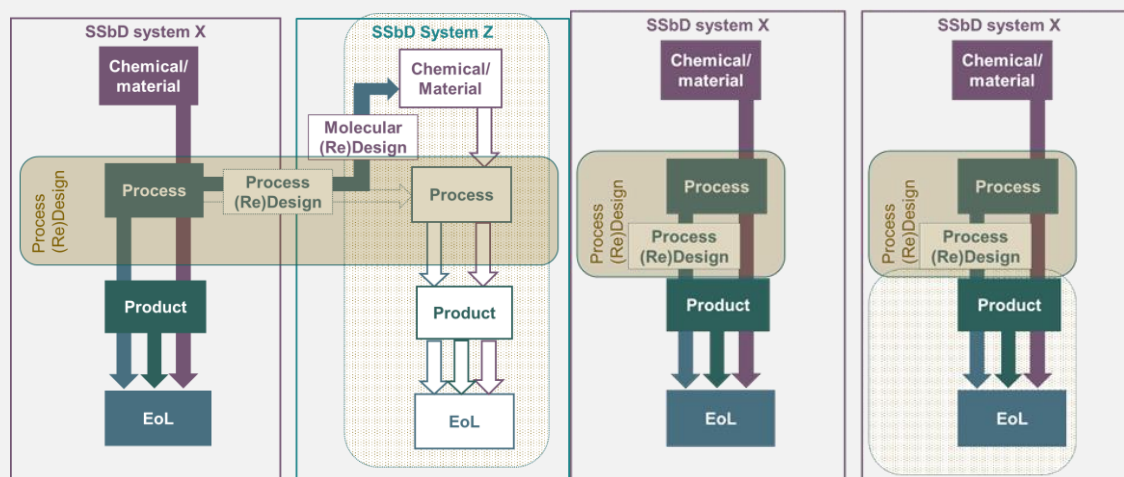 SSbD system X
Chemical/
material
Process
(Re)Design
Process
Process
(Re)Design
Product
EoL
SSbD System Z
Chemical/
Material
Molecular
(Re)Design
Process
Product
EoL
SSbD system X
Chemical/
material
Process
(Re)Design
Process
Process
(Re)Design
Product
EoL
SSbD system X
Chemical/
material
Process
(Re)Design
Process
Process
(Re)Design
Product
EoL